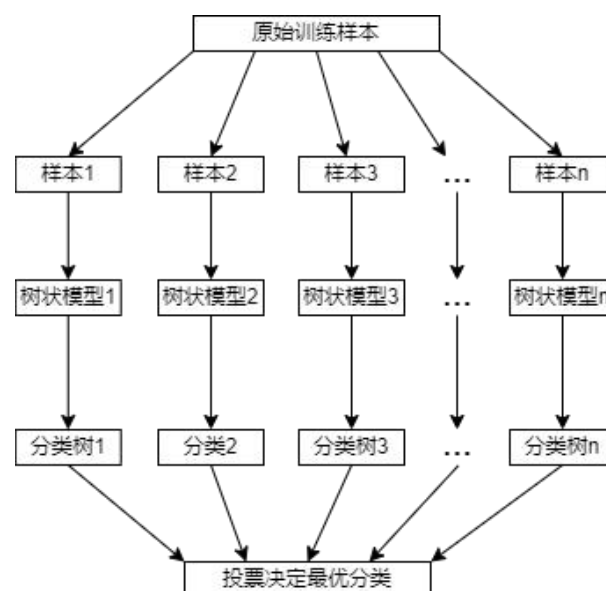 原始训练样本
样本1 样本2 样本3 ... 样本n
树状模型1 树状模型2 树状模型3 ... 树状模型n
分类树1 分类2 分类树3 ... 分类树n
投票决定最优分类